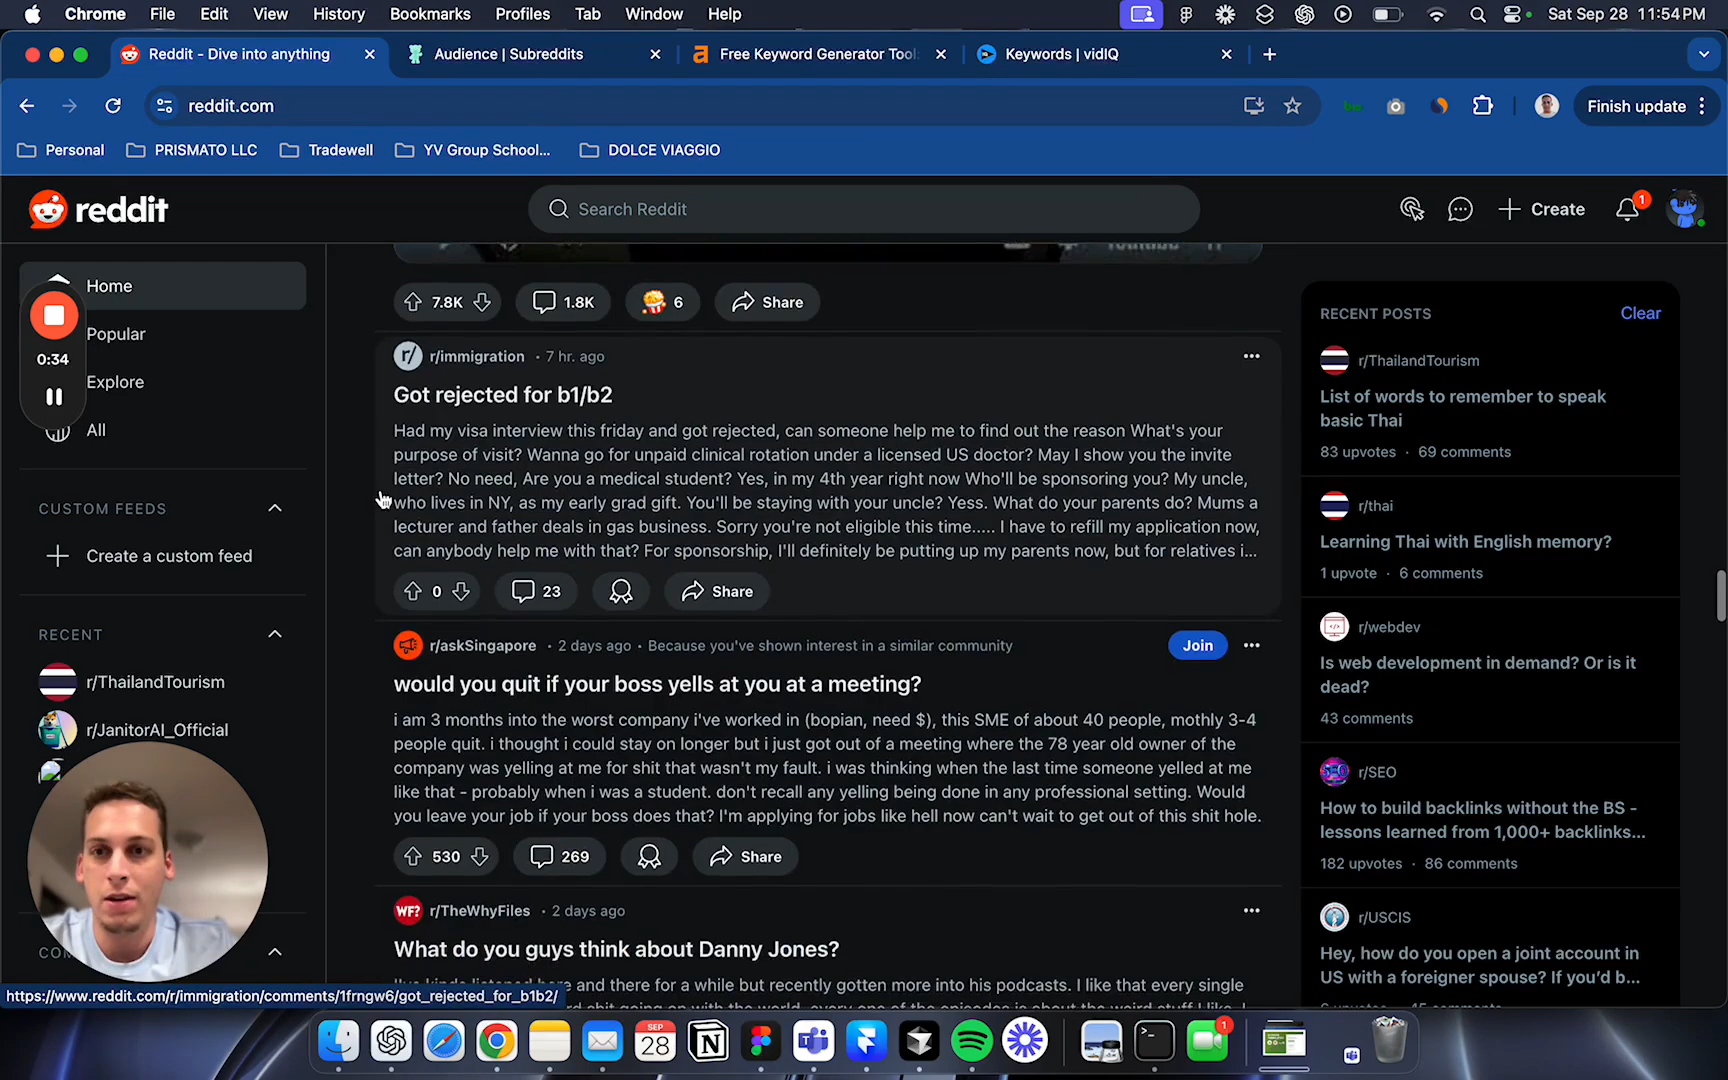 Chrome File Edit View History Bookmarks Profiles Tab Window Help Sat Sep 28 11:54 PM
Reddit - Dive into anything Audience | Subreddits Free Keyword Generator Tool: Keywords / vidIQ
reddit.com Finish update
Personal PRISMATO LLC Tradewell YV Group School... DOLCE VIAGGIO
reddit Search Reddit Create 1
Home
Popular
Explore
All
0:34
CUSTOM FEEDS
Create a custom feed
RECENT
r/ThailandTourism
r/JanitorAI_Official
7.8K 1.8K 6 Share
r/immigration • 7 hr. ago
Got rejected for b1/b2
Had my visa interview this friday and got rejected, can someone help me to find out the reason What's your
purpose of visit? Wanna go for unpaid clinical rotation under a licensed US doctor? May I show you the invite
letter? No need, Are you a medical student? Yes, in my 4th year right now Who'll be sponsoring you? My uncle,
who lives in NY, as my early grad gift. You'll be staying with your uncle? Yess. What do your parents do? Mums a
lecturer and father deals in gas business. Sorry you're not eligible this time..... I have to refill my application now,
can anybody help me with that? For sponsorship, I'll definitely be putting up my parents now, but for relatives i...
0 23 Share
r/askSingapore • 2 days ago • Because you've shown interest in a similar community Join
would you quit if your boss yells at you at a meeting?
i am 3 months into the worst company i've worked in (bopian, need $), this SME of about 40 people, mothly 3-4
people quit. i thought i could stay on longer but i just got out of a meeting where the 78 year old owner of the
company was yelling at me for shit that wasn't my fault. i was thinking when the last time someone yelled at me
like that - probably when i was a student. don't recall any yelling being done in any professional setting. Would
you leave your job if your boss does that? I'm applying for jobs like hell now can't wait to get out of this shit hole.
530 269 Share
WF? r/TheWhyFiles • 2 days ago
What do you guys think about Danny Jones?
I've kinda listened here and there for a while but recently gotten more into his podcasts. I like that every single
RECENT POSTS Clear
r/ThailandTourism
List of words to remember to speak
basic Thai
83 upvotes • 69 comments
r/thai
Learning Thai with English memory?
1 upvote • 6 comments
r/webdev
Is web development in demand? Or is it
dead?
43 comments
r/SEO
How to build backlinks without the BS -
lessons learned from 1,000+ backlinks...
182 upvotes • 86 comments
r/USCIS
Hey, how do you open a joint account in
US with a foreigner spouse? If you'd b...
https://www.reddit.com/r/immigration/comments/1frngw6/got_rejected_for_b1b2/
SEP
28
1